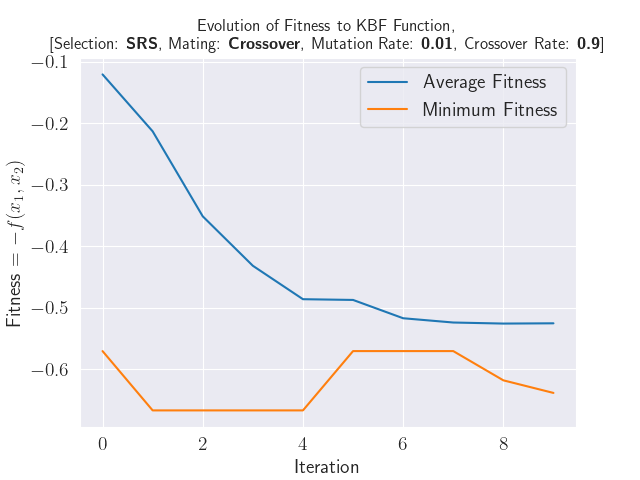 Evolution of Fitness to KBF Function,
[Selection: SRS, Mating: Crossover, Mutation Rate: 0.01, Crossover Rate: 0.9]
Average Fitness
Minimum Fitness
Fitness = −f(x₁, x₂)
−0.1
−0.2
−0.3
−0.4
−0.5
−0.6
0 2 4 6 8
Iteration